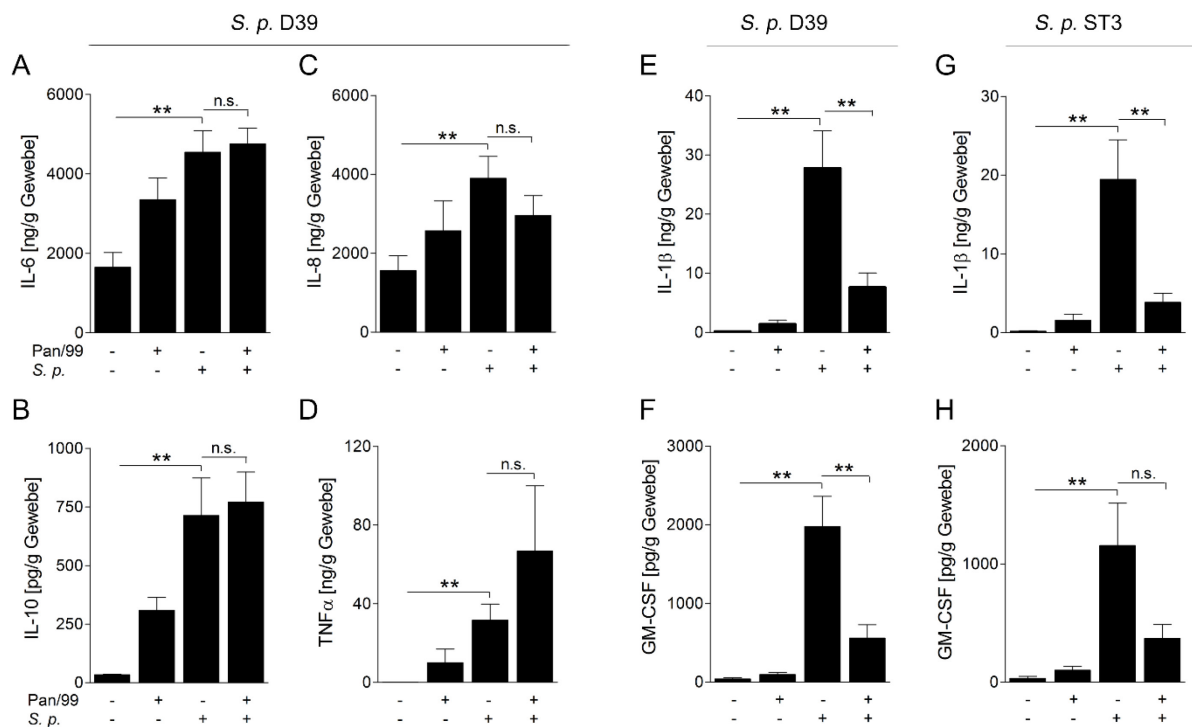 S. p. D39
S. p. D39
S. p. ST3
A
IL-6 [ng/g Gewebe]
6000
4000
2000
0
**
n.s.
Pan/99 - + - +
S. p. - - + +
C
IL-8 [ng/g Gewebe]
6000
4000
2000
0
**
n.s.
- + - +
- - + +
E
IL-1β [ng/g Gewebe]
40
30
20
10
0
**
**
- + - +
- - + +
G
IL-1β [ng/g Gewebe]
30
20
10
0
**
**
- + - +
- - + +
B
IL-10 [pg/g Gewebe]
1000
750
500
250
0
**
n.s.
Pan/99 - + - +
S. p. - - + +
D
TNFα [ng/g Gewebe]
120
80
40
0
**
n.s.
- + - +
- - + +
F
GM-CSF [pg/g Gewebe]
3000
2000
1000
0
**
**
- + - +
- - + +
H
GM-CSF [pg/g Gewebe]
2000
1000
0
**
n.s.
- + - +
- - + +